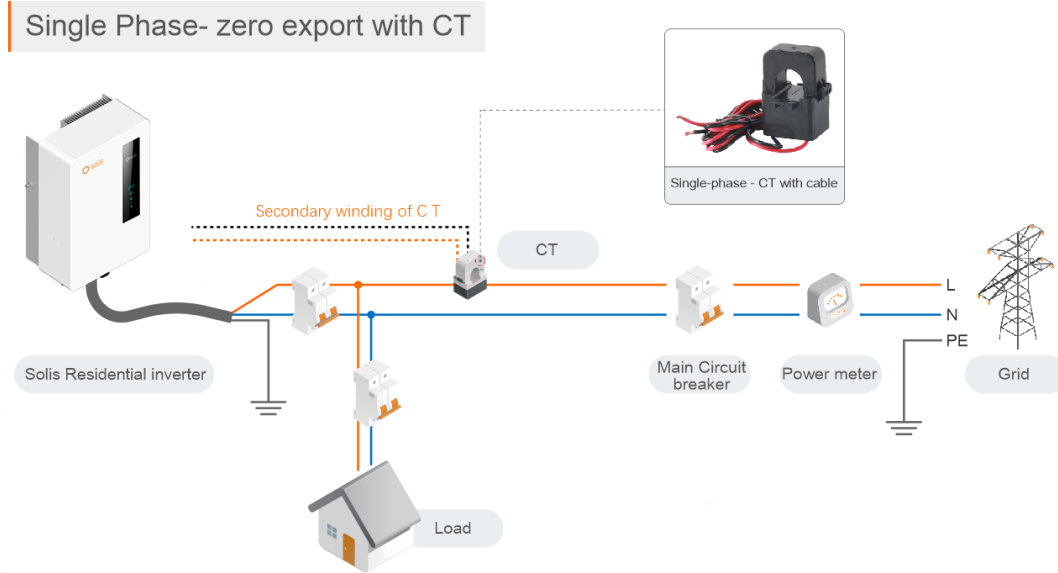 Single Phase- zero export with CT
Solis
Single-phase - CT with cable
Secondary winding of C T
CT
L
N
PE
Solis Residential inverter
Main Circuit
breaker
Power meter
Grid
Load